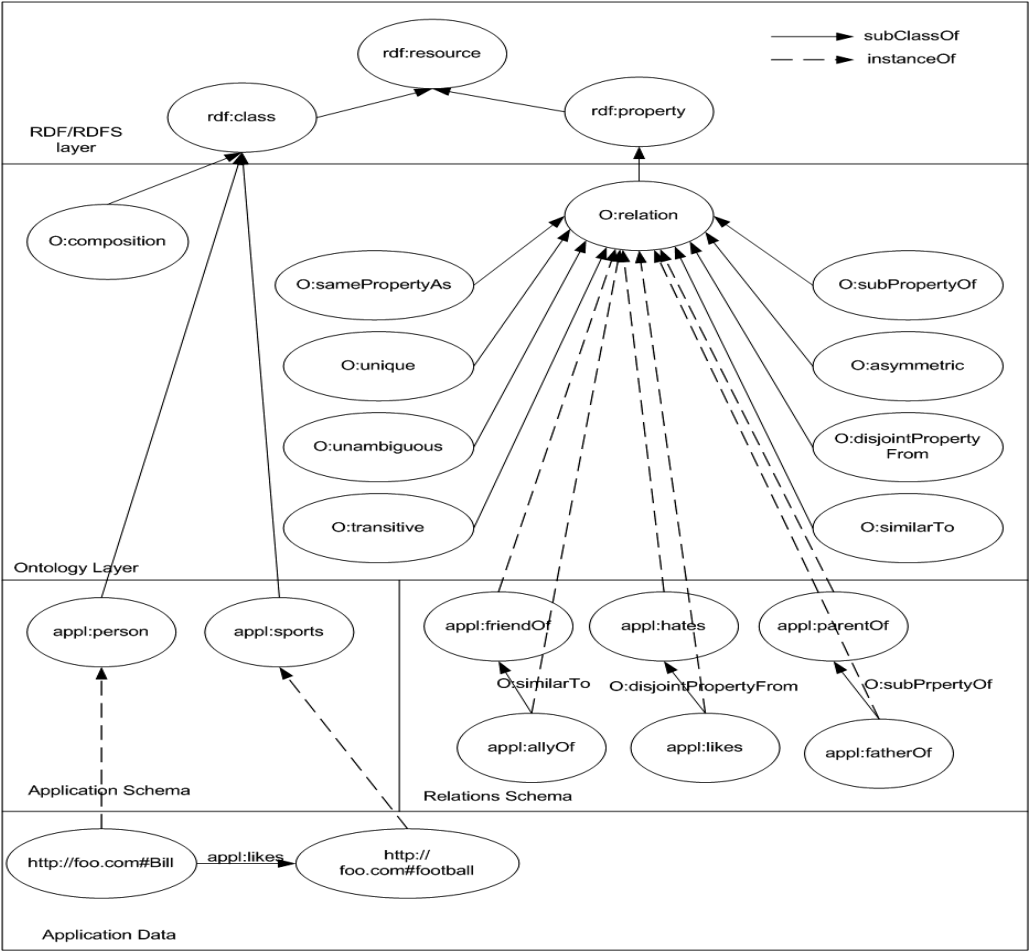 rdf:resource
subClassOf
instanceOf
rdf:class
rdf:property
RDF/RDFS
layer
O:composition
O:relation
O:samePropertyAs
O:subPropertyOf
O:unique
O:asymmetric
O:unambiguous
O:disjointProperty
From
O:transitive
O:similarTo
Ontology Layer
appl:person
appl:sports
appl:friendOf
appl:hates
appl:parentOf
O:similarTo
O:disjointPropertyFrom
O:subPrpertyOf
appl:allyOf
appl:likes
appl:fatherOf
Application Schema
Relations Schema
http://foo.com#Bill
appl:likes
http://
foo.com#football
Application Data